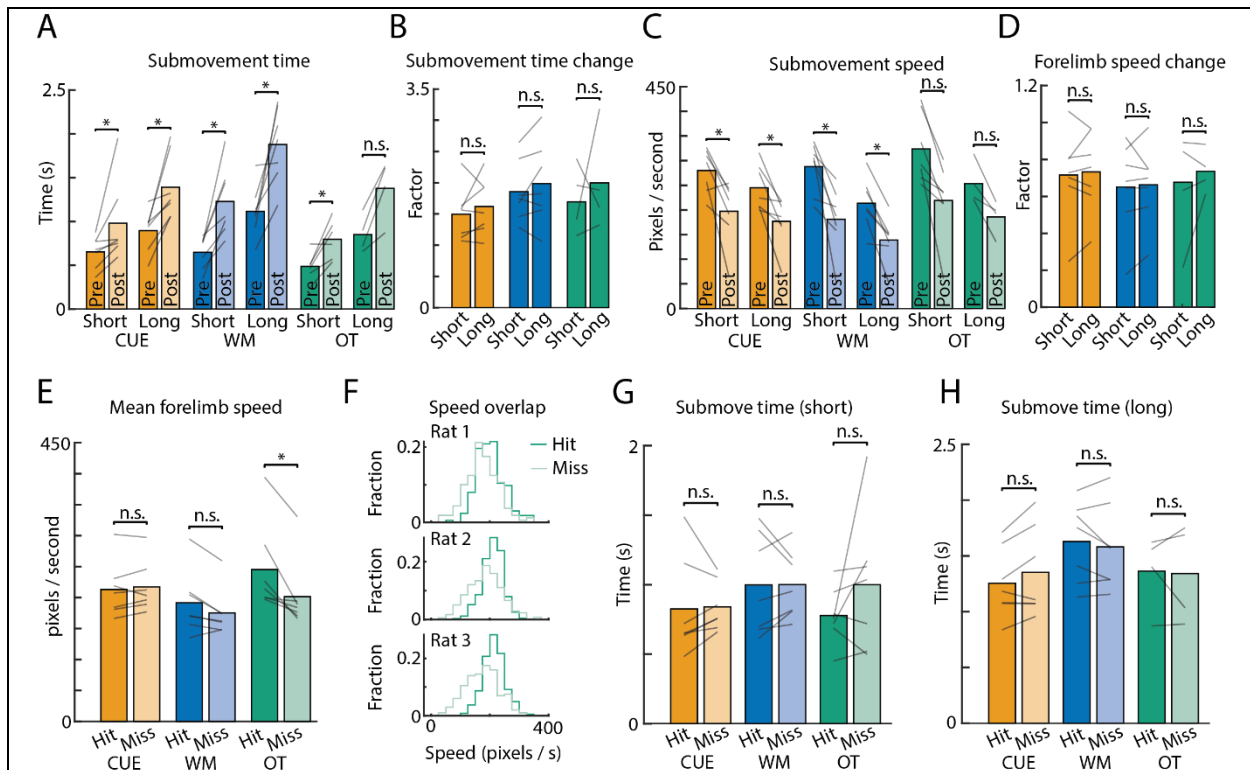 A
Submovement time
2.5
Time (s)
0
* * * * * n.s.
Pre Post Pre Post Pre Post Pre Post Pre Post Pre Post
Short Long Short Long Short Long
CUE WM OT
B
Submovement time change
3.5
Factor
0
n.s. n.s. n.s.
Short Long Short Long Short Long
C
Submovement speed
450
Pixels / second
0
* * * * n.s. n.s.
Pre Post Pre Post Pre Post Pre Post Pre Post Pre Post
Short Long Short Long Short Long
CUE WM OT
D
Forelimb speed change
1.2
Factor
0
n.s. n.s. n.s.
Short Long Short Long Short Long
E
Mean forelimb speed
450
pixels / second
0
n.s. n.s. *
Hit Miss Hit Miss Hit Miss
CUE WM OT
F
Speed overlap
0.2
Rat 1
Hit
Miss
Fraction
0.2
Rat 2
Fraction
0.2
Rat 3
Fraction
0 400
Speed (pixels / s)
G
Submove time (short)
2
Time (s)
0
n.s. n.s. n.s.
Hit Miss Hit Miss Hit Miss
CUE WM OT
H
Submove time (long)
2.5
Time (s)
0
n.s. n.s. n.s.
Hit Miss Hit Miss Hit Miss
CUE WM OT